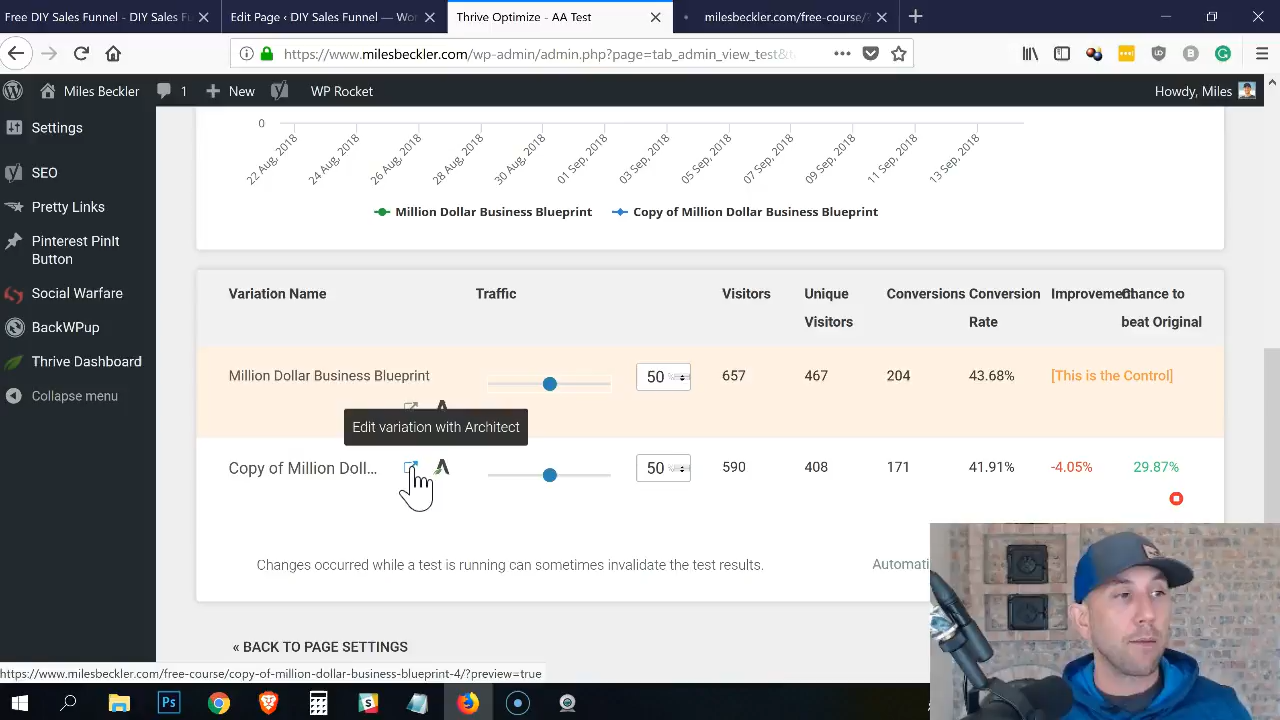 Free DIY Sales Funnel - DIY Sales Fu
Edit Page ‹ DIY Sales Funnel — Wor
Thrive Optimize - AA Test
milesbeckler.com/free-course/?
https://www.milesbeckler.com/wp-admin/admin.php?page=tab_admin_view_test&t
Miles Beckler
1
New
WP Rocket
Howdy, Miles
Settings
SEO
Pretty Links
Pinterest PinIt
Button
Social Warfare
BackWPup
Thrive Dashboard
Collapse menu
0
22 Aug, 2018
24 Aug, 2018
26 Aug, 2018
28 Aug, 2018
30 Aug, 2018
01 Sep, 2018
03 Sep, 2018
05 Sep, 2018
07 Sep, 2018
09 Sep, 2018
11 Sep, 2018
13 Sep, 2018
Million Dollar Business Blueprint
Copy of Million Dollar Business Blueprint
Variation Name
Traffic
Visitors
Unique
Visitors
Conversions
Conversion
Rate
Improvement
Chance to
beat Original
Million Dollar Business Blueprint
50
657
467
204
43.68%
[This is the Control]
Edit variation with Architect
Copy of Million Doll...
50
590
408
171
41.91%
-4.05%
29.87%
Changes occurred while a test is running can sometimes invalidate the test results.
Automati
« BACK TO PAGE SETTINGS
https://www.milesbeckler.com/free-course/copy-of-million-dollar-business-blueprint-4/?preview=true
Ps